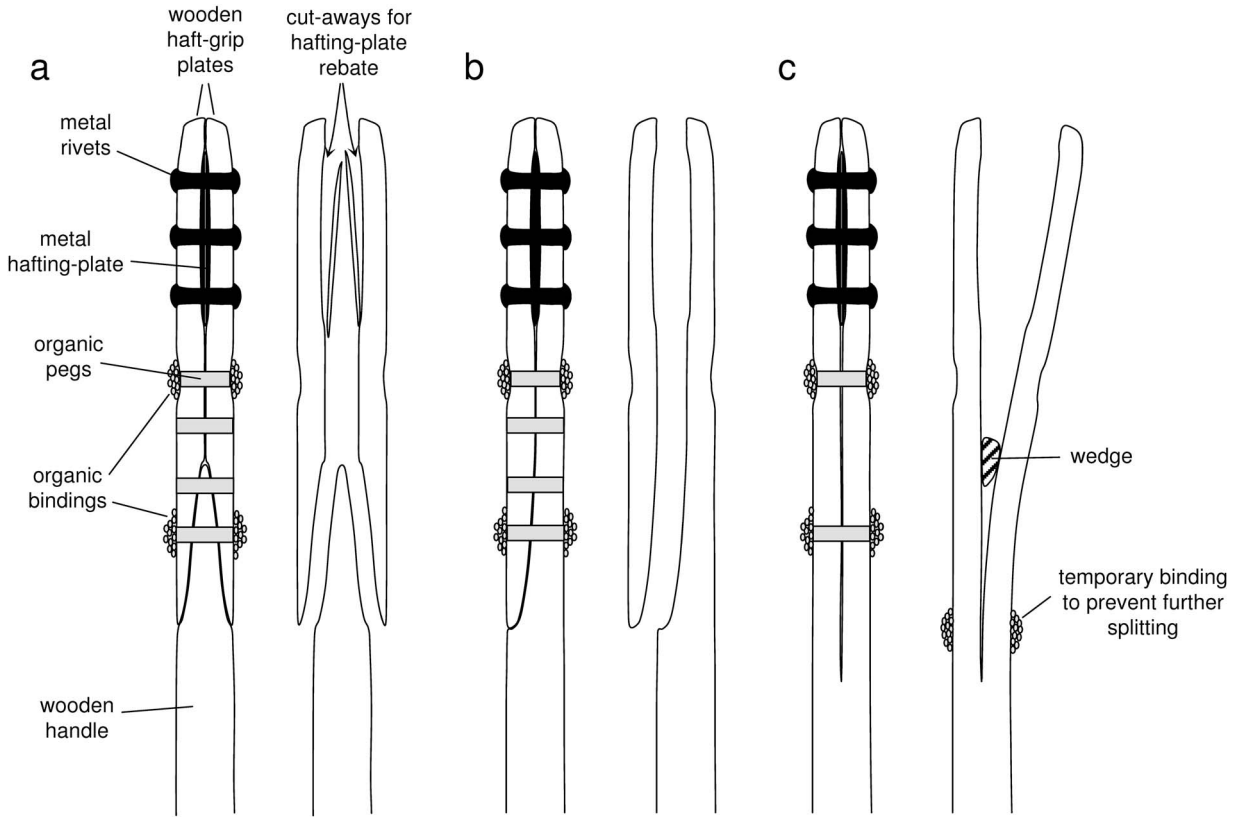 wooden
haft-grip
plates
cut-aways for
hafting-plate
rebate
a
b
c
metal
rivets
metal
hafting-plate
organic
pegs
organic
bindings
wedge
temporary binding
to prevent further
splitting
wooden
handle